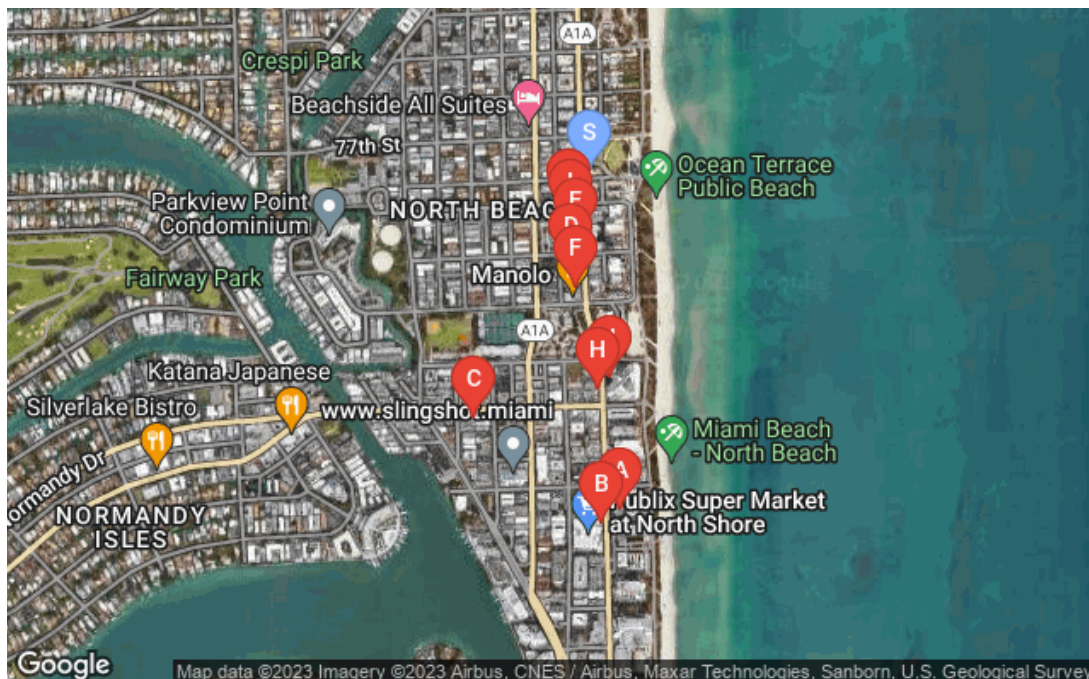 A1A
Crespi Park
Beachside All Suites
77th St
S
Ocean Terrace
Public Beach
Parkview Point
Condominium
NORTH BEAC
E
D
F
Fairway Park
Manolo
A1A
H
Katana Japanese
C
Silverlake Bistro
www.slingshot.miami
Miami Beach
- North Beach
Normandy Dr
A
B
Publix Super Market
at North Shore
NORMANDY
ISLES
Google
Map data ©2023 Imagery ©2023 Airbus, CNES / Airbus, Maxar Technologies, Sanborn, U.S. Geological Survey